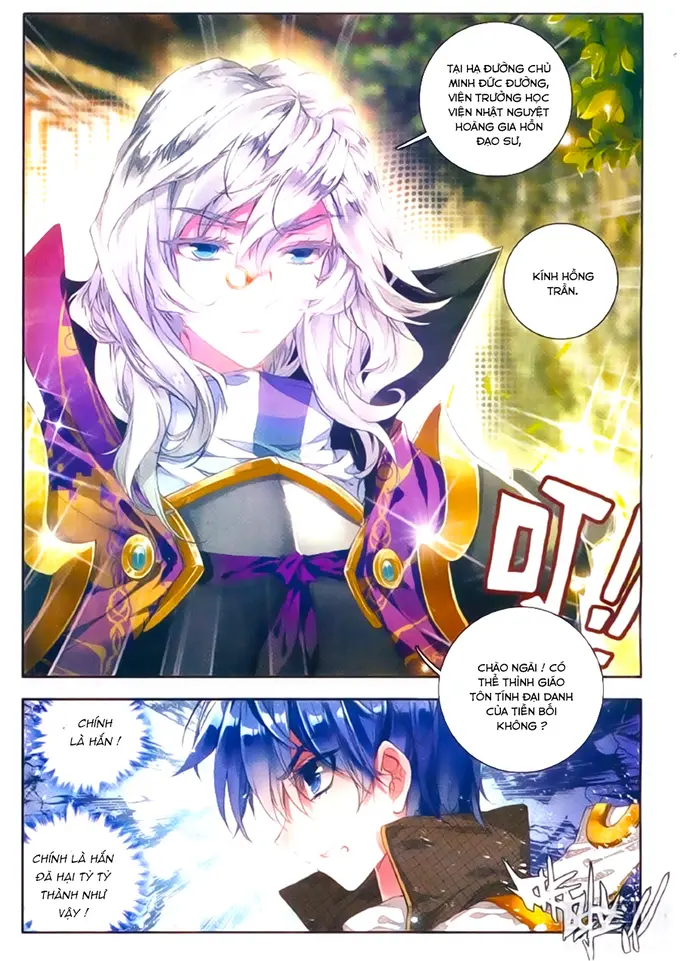 TẠI HẠ ĐƯỜNG CHỦ
MINH ĐỨC ĐƯỜNG,
VIỆN TRƯỞNG HỌC
VIỆN NHẬT NGUYỆT
HOÀNG GIA HỒN
ĐẠO SƯ,
KÍNH HỒNG
TRẦN.
叮!!
CHÀO NGÀI ! CÓ
THỂ THỈNH GIÁO
TÔN TÍNH ĐẠI DANH
CỦA TIỀN BỐI
KHÔNG ?
CHÍNH
LÀ HẮN !
CHÍNH LÀ HẮN
ĐÃ HẠI TỶ TỶ
THÀNH NHƯ
VẬY !